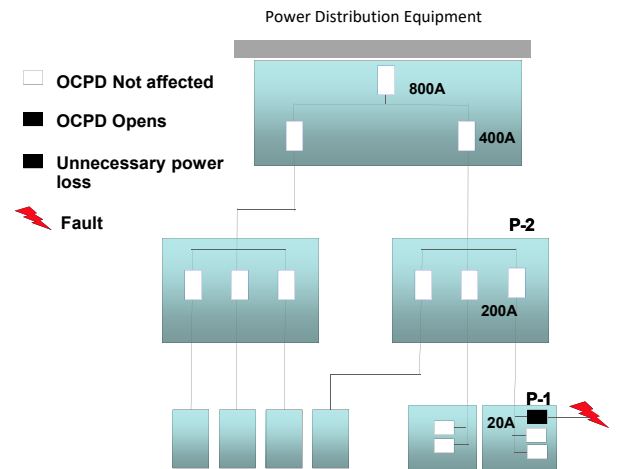 Power Distribution Equipment
OCPD Not affected
OCPD Opens
Unnecessary power
loss
Fault
800A
400A
P-2
200A
P-1
20A